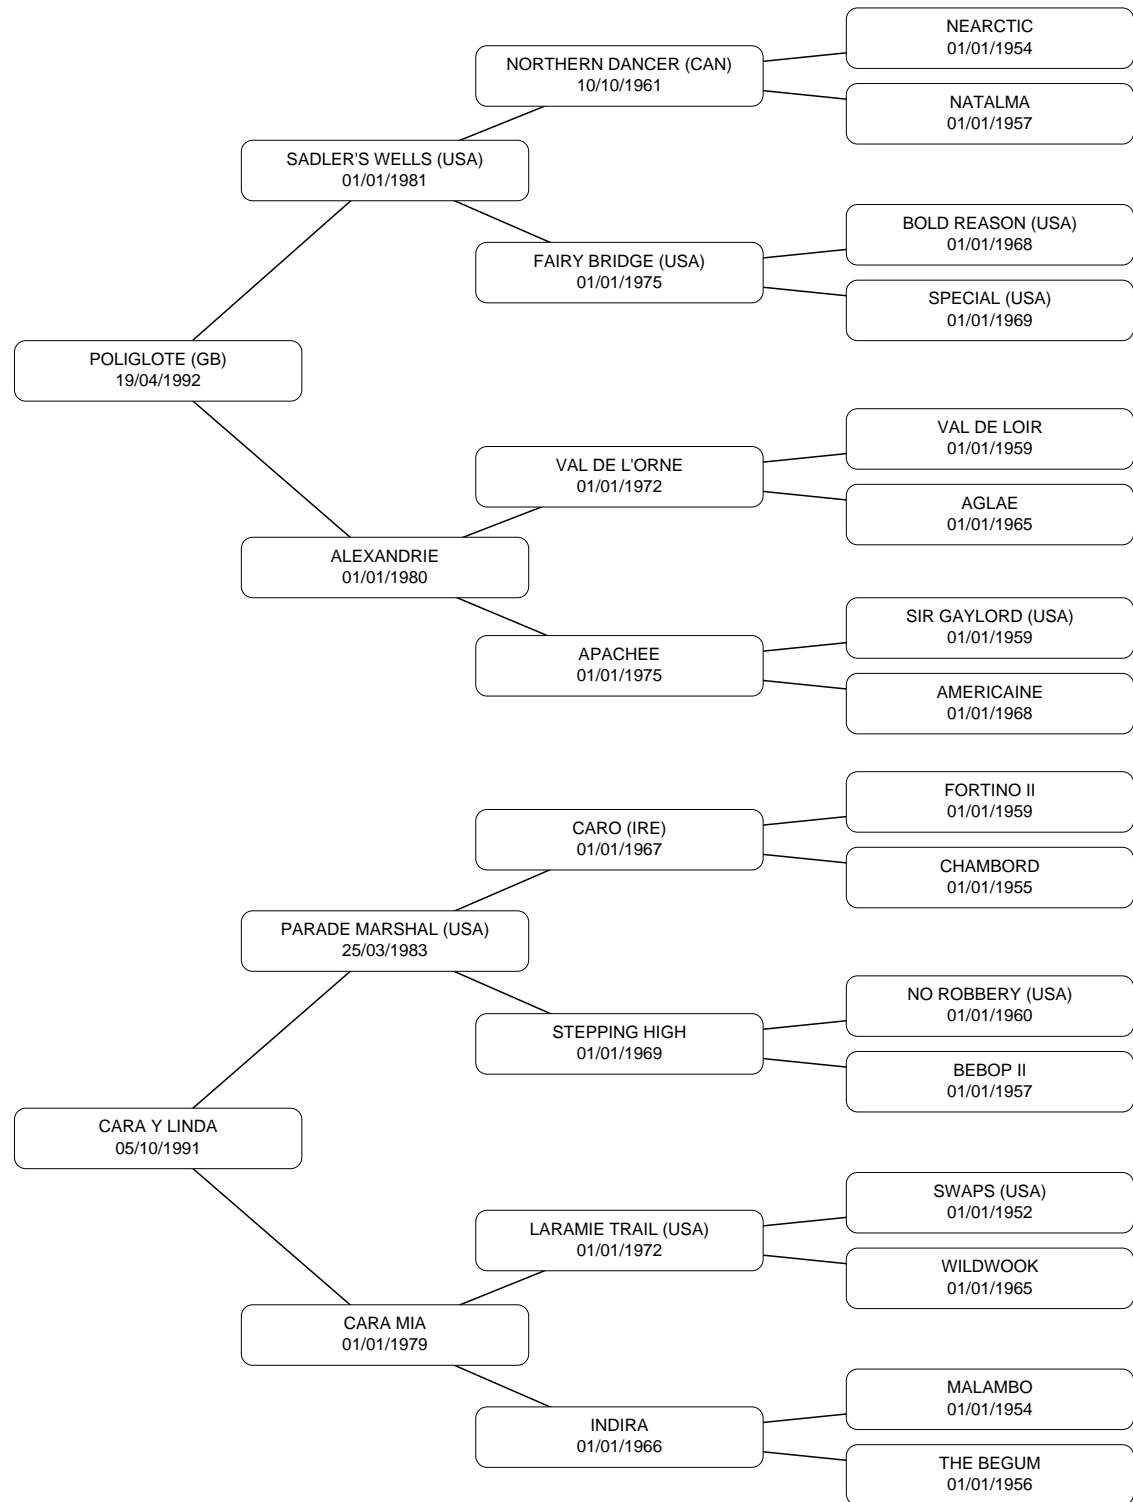 NEARCTIC
01/01/1954
NORTHERN DANCER (CAN)
10/10/1961
NATALMA
01/01/1957
SADLER'S WELLS (USA)
01/01/1981
BOLD REASON (USA)
01/01/1968
FAIRY BRIDGE (USA)
01/01/1975
SPECIAL (USA)
01/01/1969
POLIGLOTE (GB)
19/04/1992
VAL DE LOIR
01/01/1959
VAL DE L'ORNE
01/01/1972
AGLAE
01/01/1965
ALEXANDRIE
01/01/1980
SIR GAYLORD (USA)
01/01/1959
APACHEE
01/01/1975
AMERICAINE
01/01/1968
FORTINO II
01/01/1959
CARO (IRE)
01/01/1967
CHAMBORD
01/01/1955
PARADE MARSHAL (USA)
25/03/1983
NO ROBBERY (USA)
01/01/1960
STEPPING HIGH
01/01/1969
BEBOP II
01/01/1957
CARA Y LINDA
05/10/1991
SWAPS (USA)
01/01/1952
LARAMIE TRAIL (USA)
01/01/1972
WILDWOOK
01/01/1965
CARA MIA
01/01/1979
MALAMBO
01/01/1954
INDIRA
01/01/1966
THE BEGUM
01/01/1956